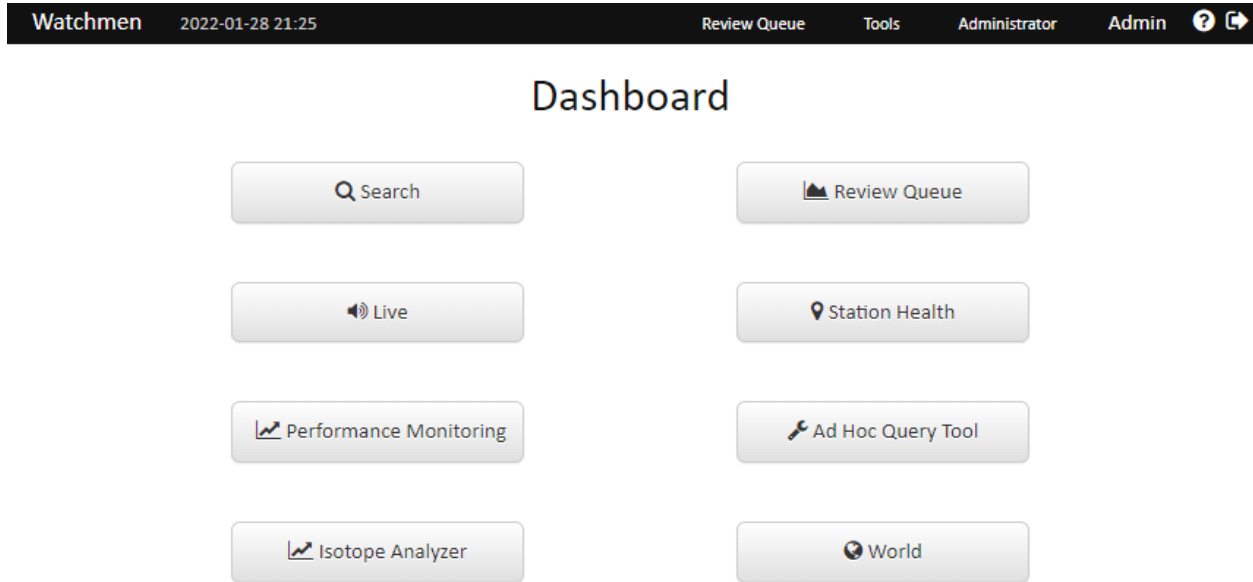 Watchmen 2022-01-28 21:25 Review Queue Tools Administrator Admin ?
Dashboard
Search Review Queue
Live Station Health
Performance Monitoring Ad Hoc Query Tool
Isotope Analyzer World